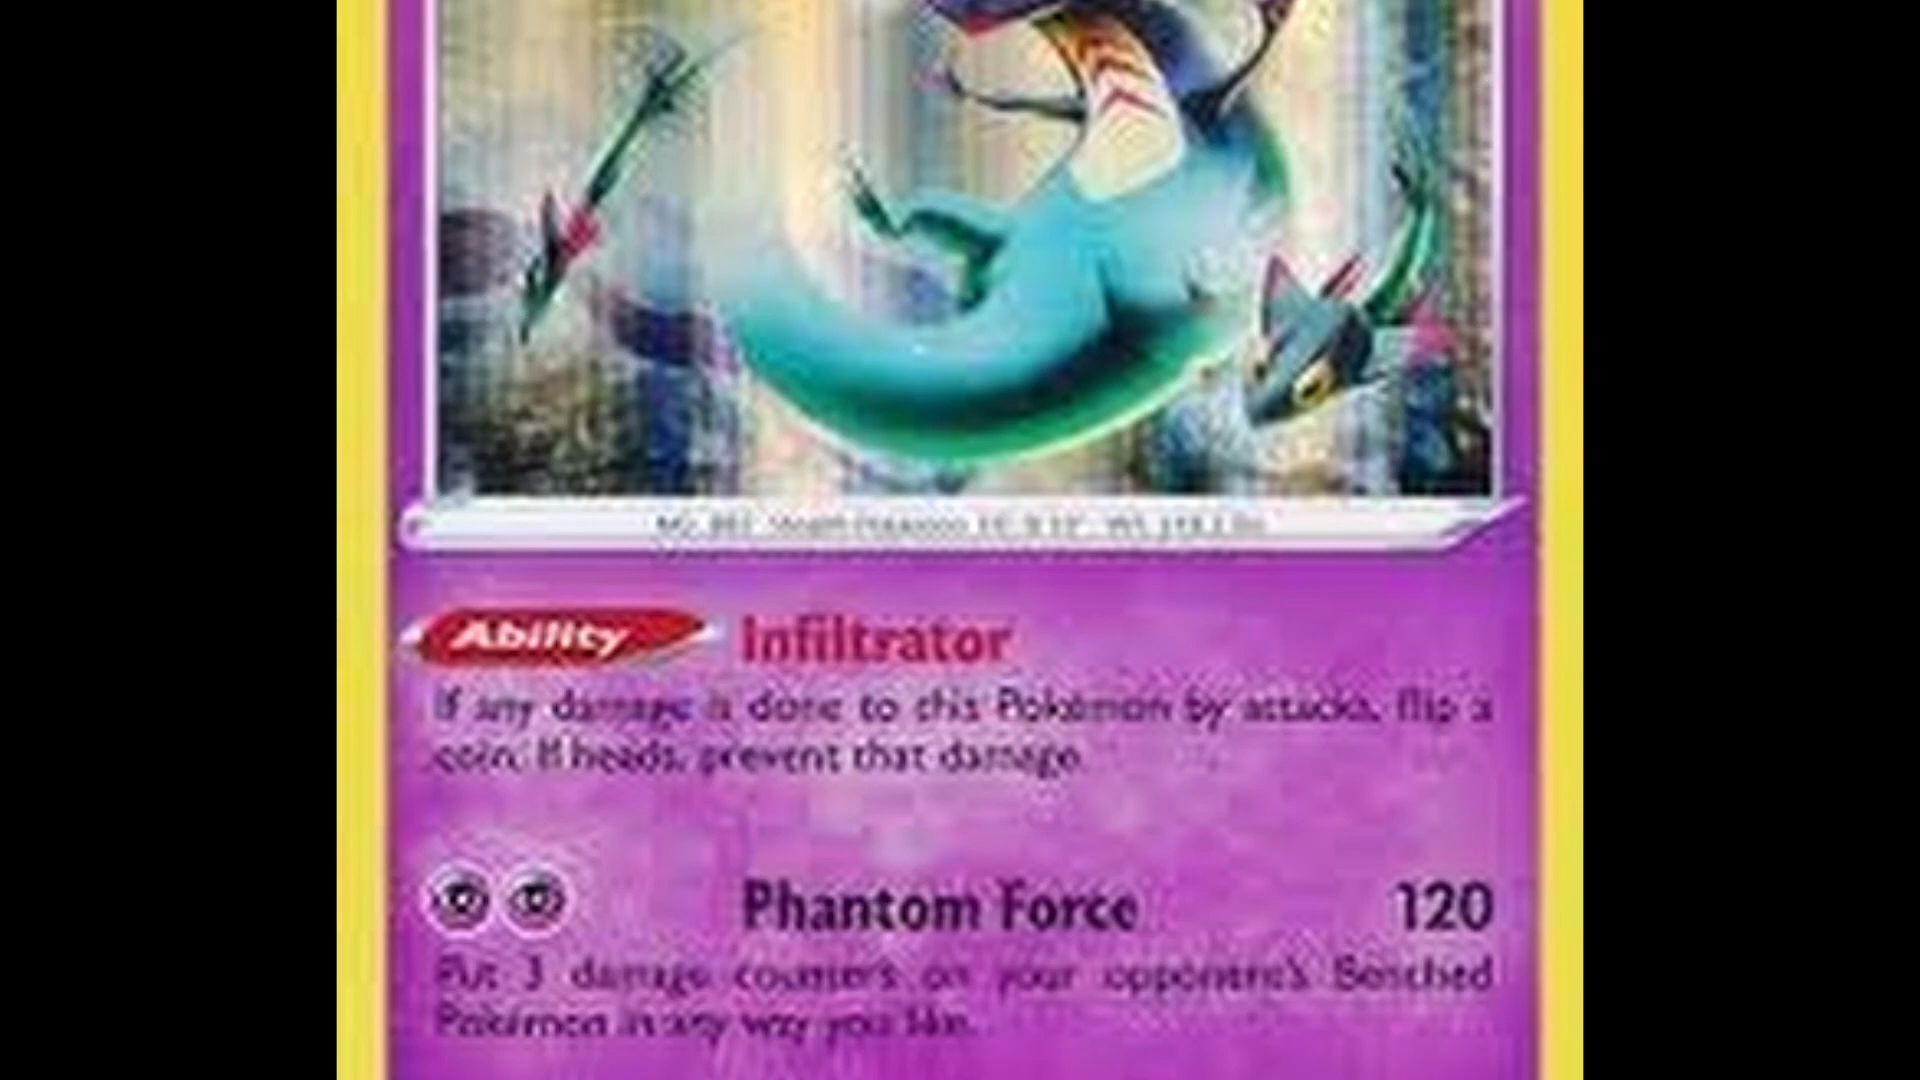 Ability Infiltrator
If any damage is done to this Pokémon by attacks, flip a
coin. If heads, prevent that damage.
Phantom Force 120
Put 3 damage counters on your opponent's Benched
Pokémon in any way you like.